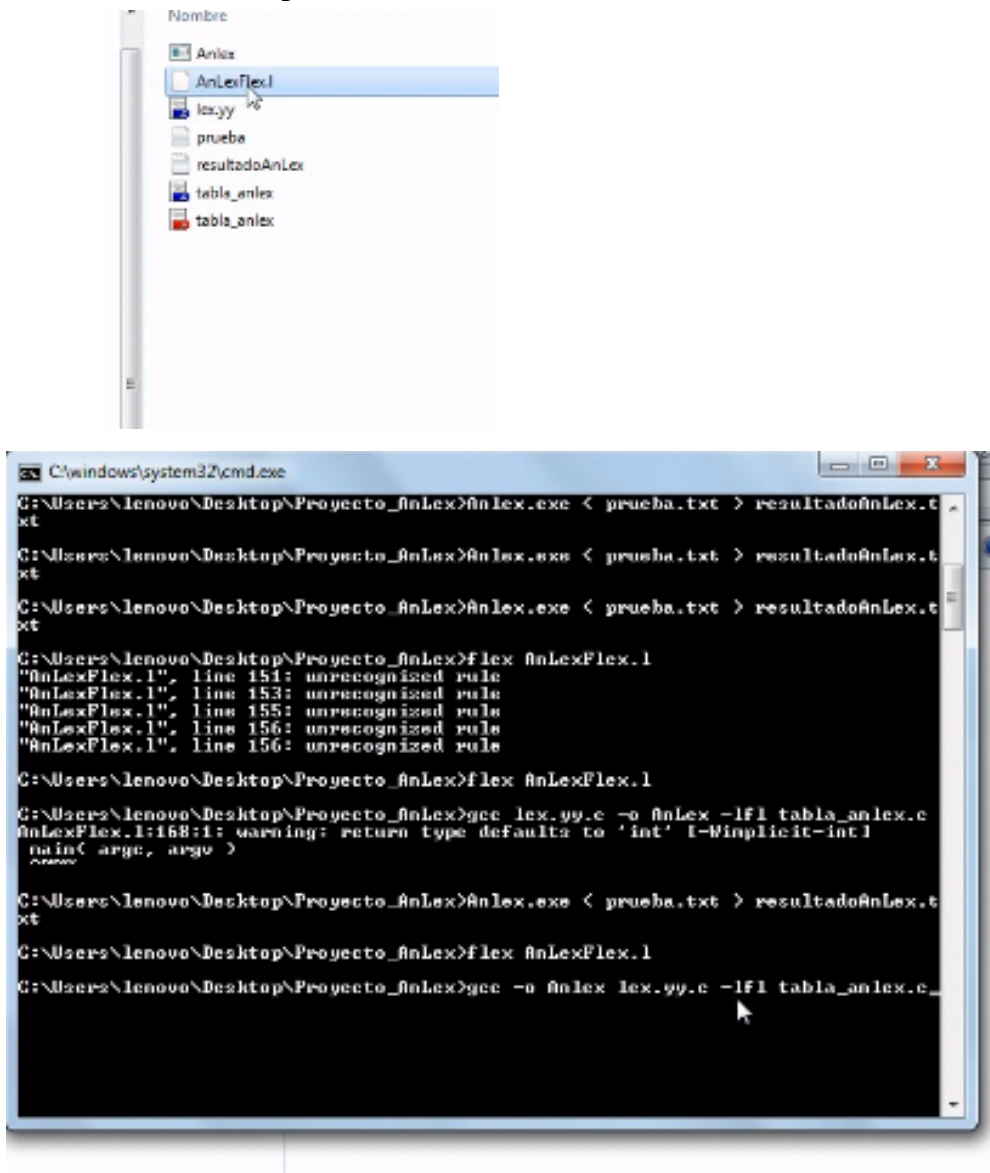 Nombre
Anlex
AnLexFlex.l
lex.yy
prueba
resultadoAnLex
tabla_anlex
tabla_anlex
C:\windows\system32\cmd.exe
C:\Users\lenovo\Desktop\Proyecto_AnLex>Anlex.exe < prueba.txt > resultadoAnLex.t
xt
C:\Users\lenovo\Desktop\Proyecto_AnLex>Anlex.exe < prueba.txt > resultadoAnLex.t
xt
C:\Users\lenovo\Desktop\Proyecto_AnLex>Anlex.exe < prueba.txt > resultadoAnLex.t
xt
C:\Users\lenovo\Desktop\Proyecto_AnLex>flex AnLexFlex.l
"AnLexFlex.l", line 151: unrecognized rule
"AnLexFlex.l", line 153: unrecognized rule
"AnLexFlex.l", line 155: unrecognized rule
"AnLexFlex.l", line 156: unrecognized rule
"AnLexFlex.l", line 156: unrecognized rule
C:\Users\lenovo\Desktop\Proyecto_AnLex>flex AnLexFlex.l
C:\Users\lenovo\Desktop\Proyecto_AnLex>gcc lex.yy.c -o AnLex -lfl tabla_anlex.c
AnLexFlex.l:168:1: warning: return type defaults to 'int' [-Wimplicit-int]
main( argc, argv )
^~~~
C:\Users\lenovo\Desktop\Proyecto_AnLex>Anlex.exe < prueba.txt > resultadoAnLex.t
xt
C:\Users\lenovo\Desktop\Proyecto_AnLex>flex AnLexFlex.l
C:\Users\lenovo\Desktop\Proyecto_AnLex>gcc -o Anlex lex.yy.c -lfl tabla_anlex.c_